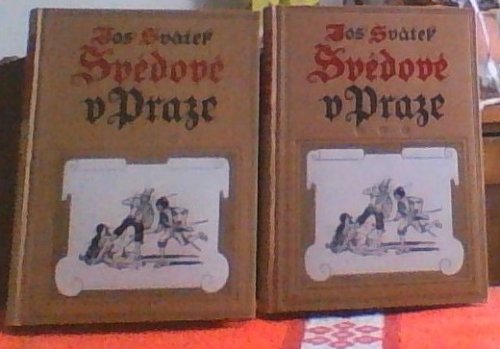 Jos Svátek
Švédové
v Praze
Jos Svátek
Švédové
v Praze